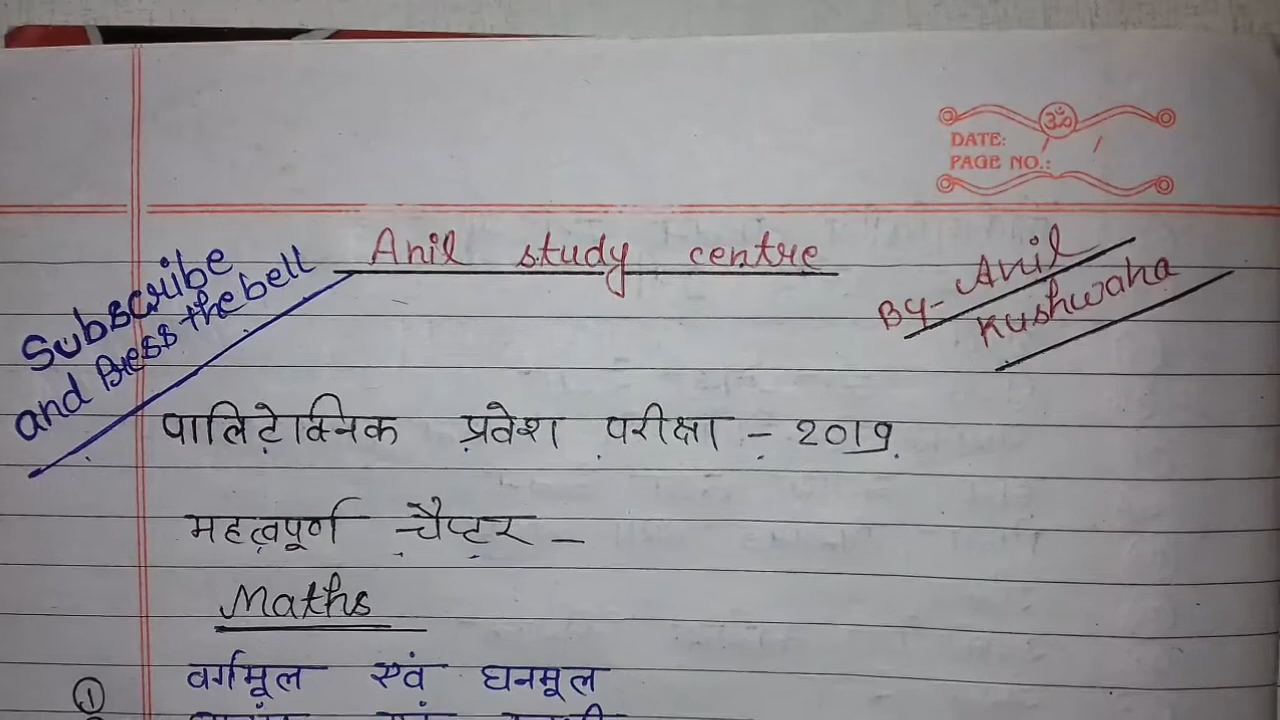 ॐ
DATE: / /
PAGE NO.:
Anil study centre
By- Anil
Kushwaha
Subscribe
and Press the bell
पालिटेक्निक प्रवेश परीक्षा - 2019
महत्वपूर्ण चैप्टर -
Maths
① वर्गमूल एवं घनमूल